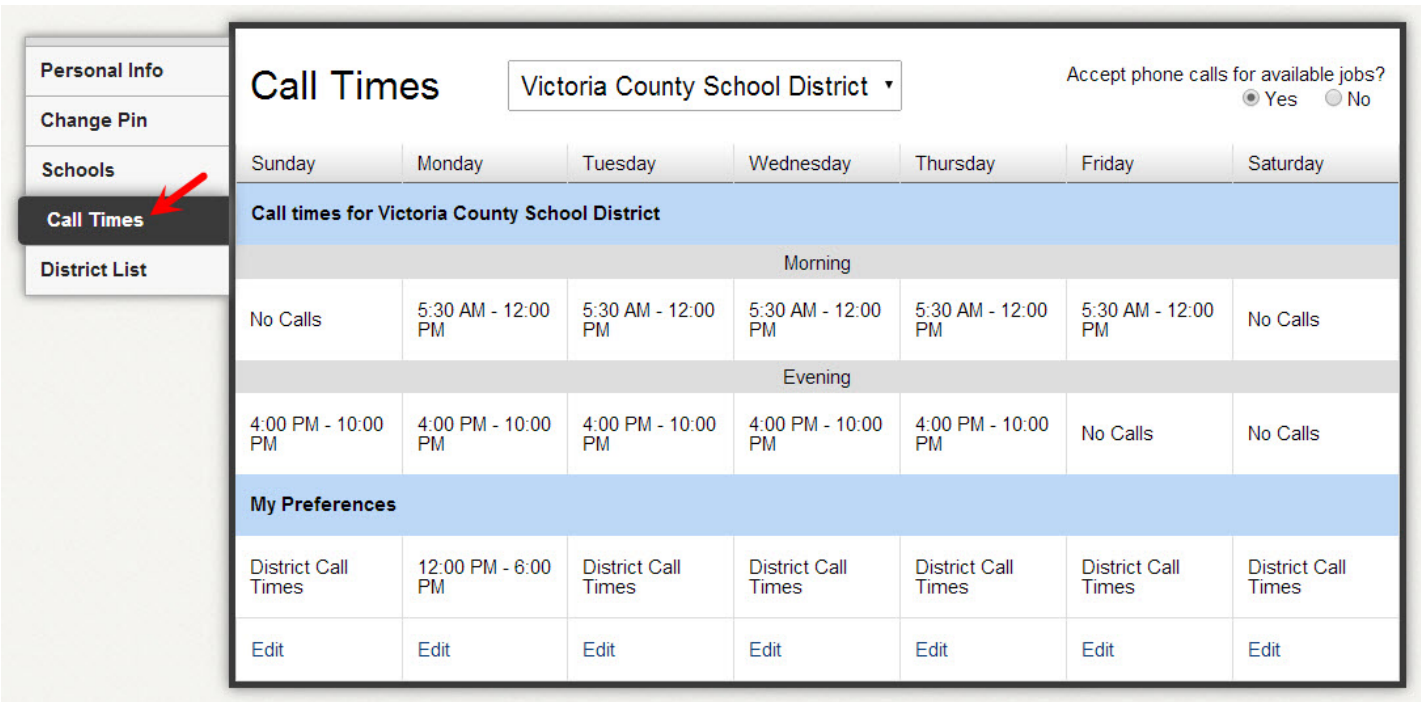 Personal Info
Change Pin
Schools
Call Times
District List
Call Times
Victoria County School District
Accept phone calls for available jobs?
Yes No
Sunday Monday Tuesday Wednesday Thursday Friday Saturday
Call times for Victoria County School District
Morning
No Calls 5:30 AM - 12:00 PM 5:30 AM - 12:00 PM 5:30 AM - 12:00 PM 5:30 AM - 12:00 PM 5:30 AM - 12:00 PM No Calls
Evening
4:00 PM - 10:00 PM 4:00 PM - 10:00 PM 4:00 PM - 10:00 PM 4:00 PM - 10:00 PM 4:00 PM - 10:00 PM No Calls No Calls
My Preferences
District Call Times 12:00 PM - 6:00 PM District Call Times District Call Times District Call Times District Call Times District Call Times
Edit Edit Edit Edit Edit Edit Edit